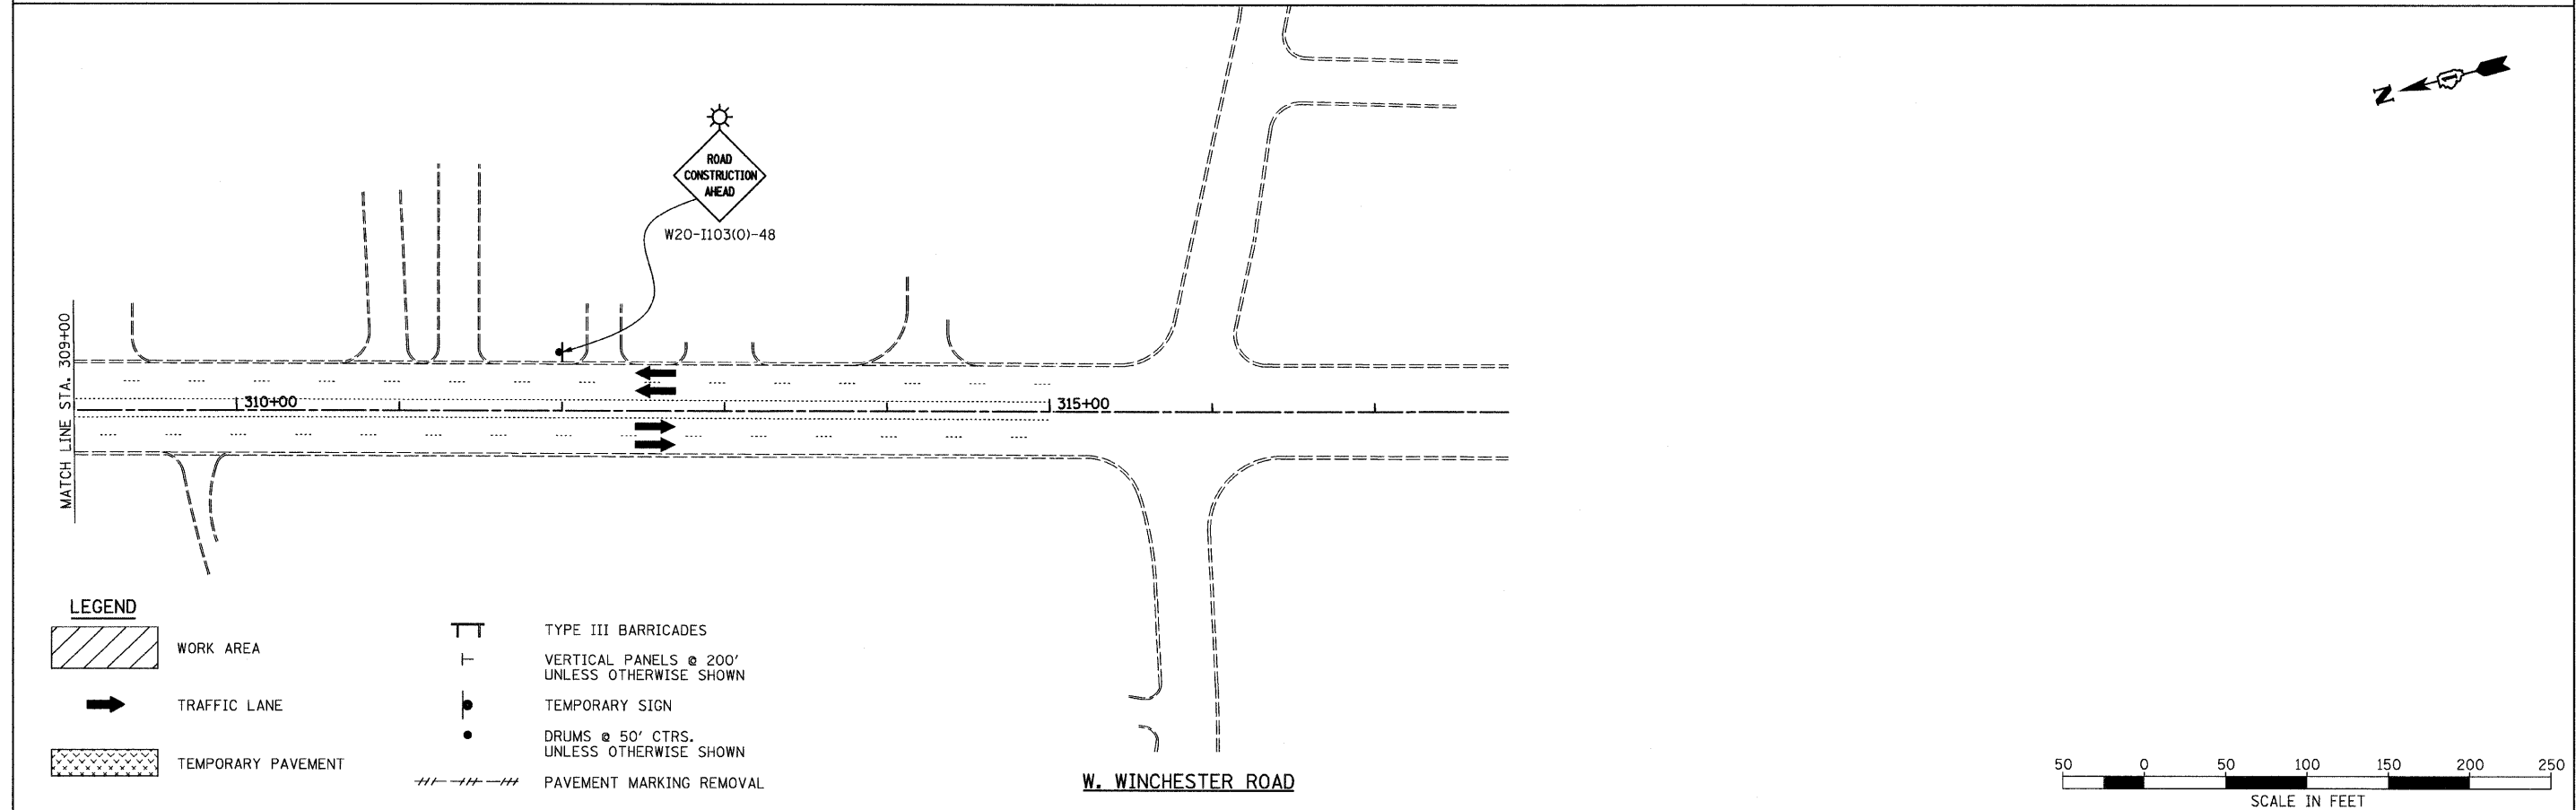 N
ROAD
CONSTRUCTION
AHEAD
W20-I103(O)-48
MATCH LINE STA. 309+00
310+00
315+00
LEGEND
WORK AREA
TRAFFIC LANE
TEMPORARY PAVEMENT
TYPE III BARRICADES
VERTICAL PANELS @ 200'
UNLESS OTHERWISE SHOWN
TEMPORARY SIGN
DRUMS @ 50' CTRS.
UNLESS OTHERWISE SHOWN
PAVEMENT MARKING REMOVAL
W. WINCHESTER ROAD
50 0 50 100 150 200 250
SCALE IN FEET